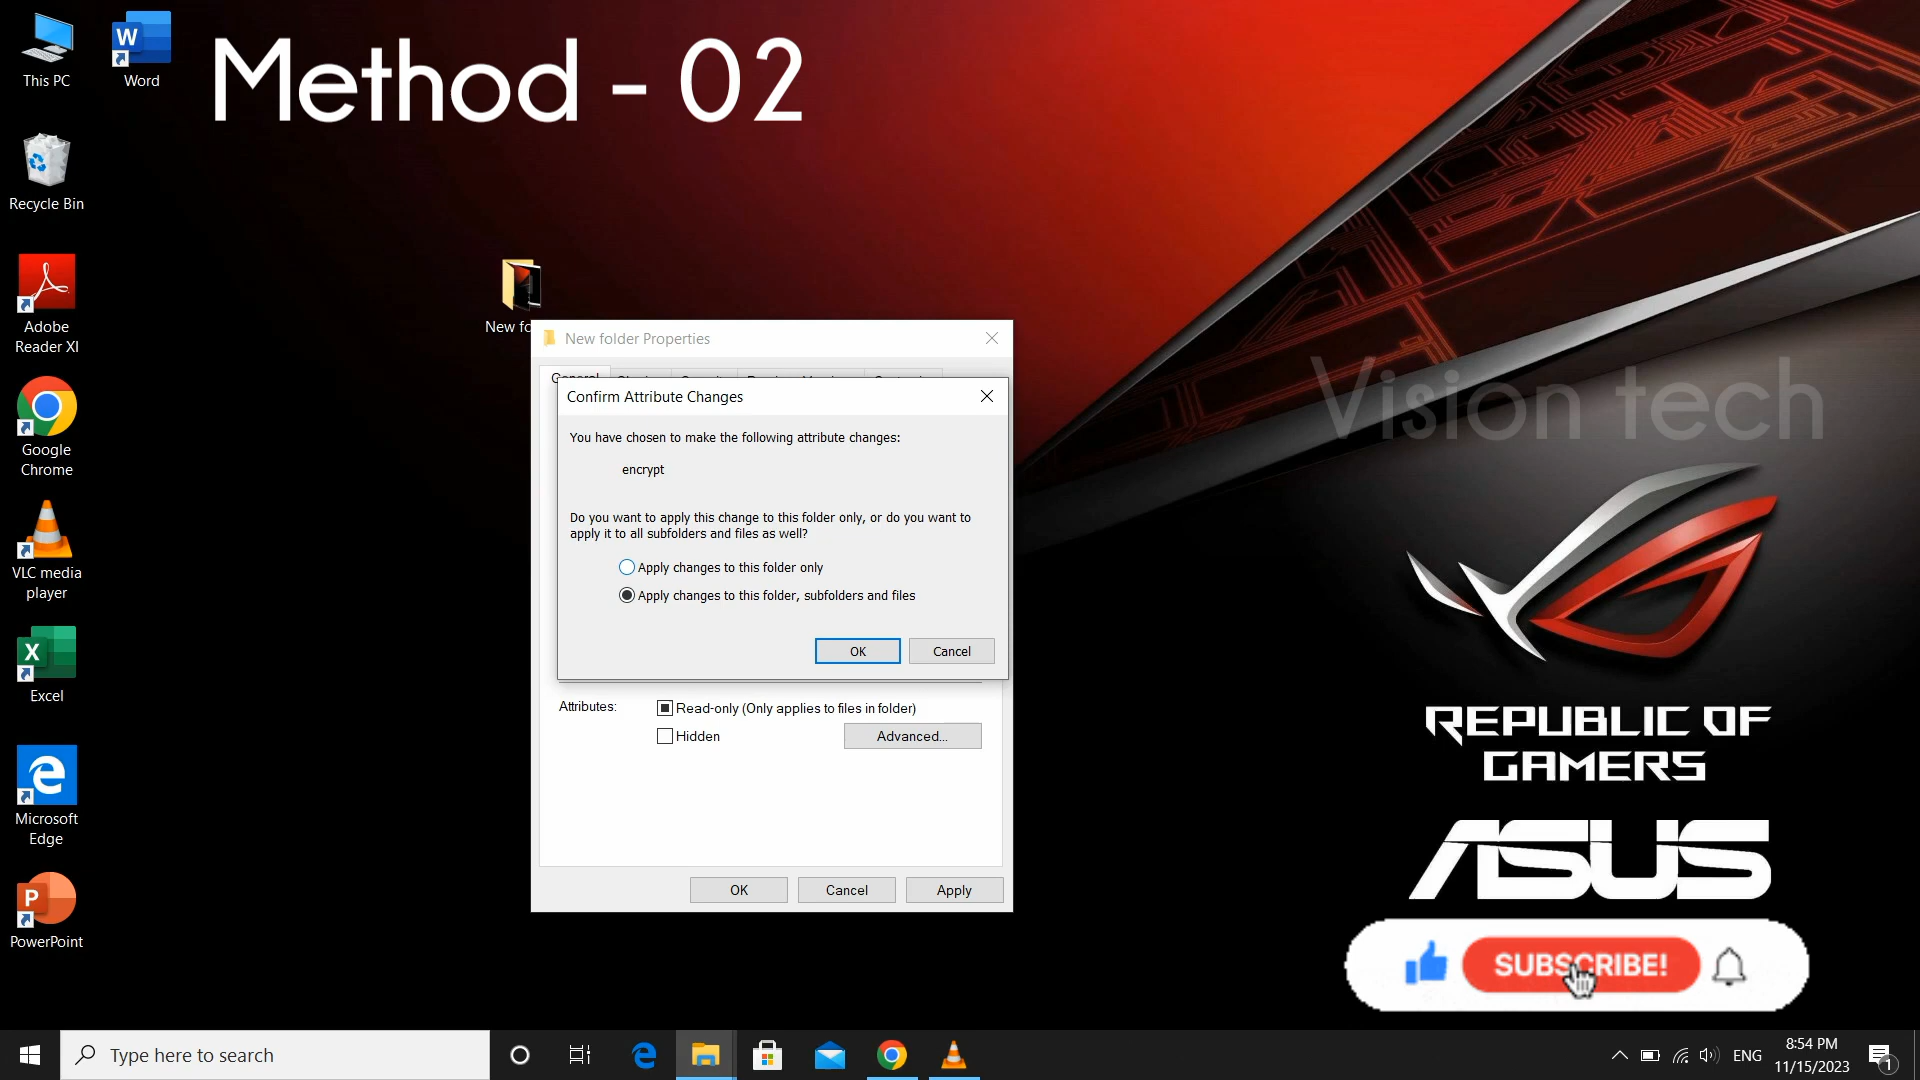 Method - 02
This PC
Word
Recycle Bin
Adobe
Reader XI
Google
Chrome
VLC media
player
Excel
Microsoft
Edge
PowerPoint
New fo
New folder Properties
General
Confirm Attribute Changes
You have chosen to make the following attribute changes:
encrypt
Do you want to apply this change to this folder only, or do you want to
apply it to all subfolders and files as well?
Apply changes to this folder only
Apply changes to this folder, subfolders and files
OK
Cancel
Attributes:
Read-only (Only applies to files in folder)
Hidden
Advanced...
OK
Cancel
Apply
Vision tech
REPUBLIC OF
GAMERS
ASUS
SUBSCRIBE!
Type here to search
ENG
8:54 PM
11/15/2023
1